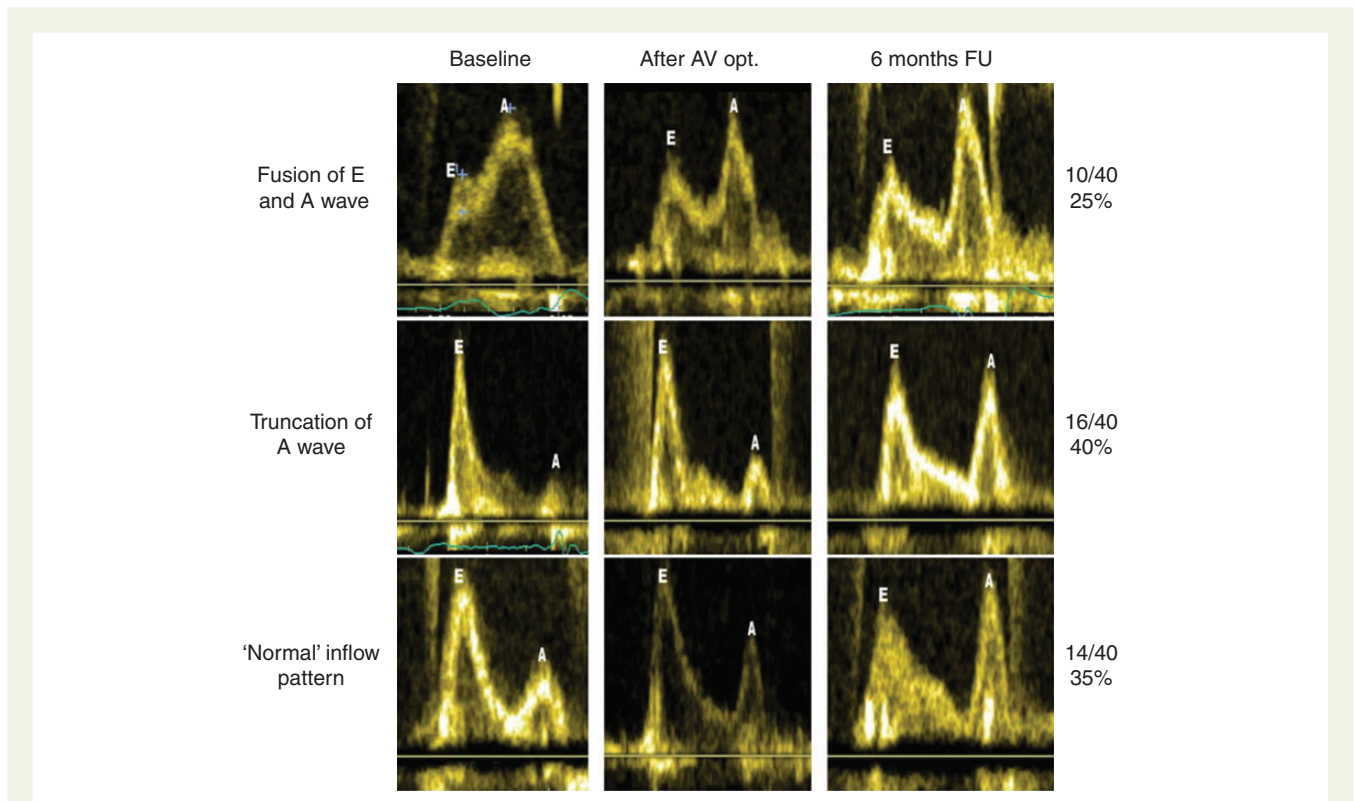 Baseline After AV opt. 6 months FU
Fusion of E
and A wave
E A
E A
E A
10/40
25%
Truncation of
A wave
E A
E A
E A
16/40
40%
'Normal' inflow
pattern
E A
E A
E A
14/40
35%